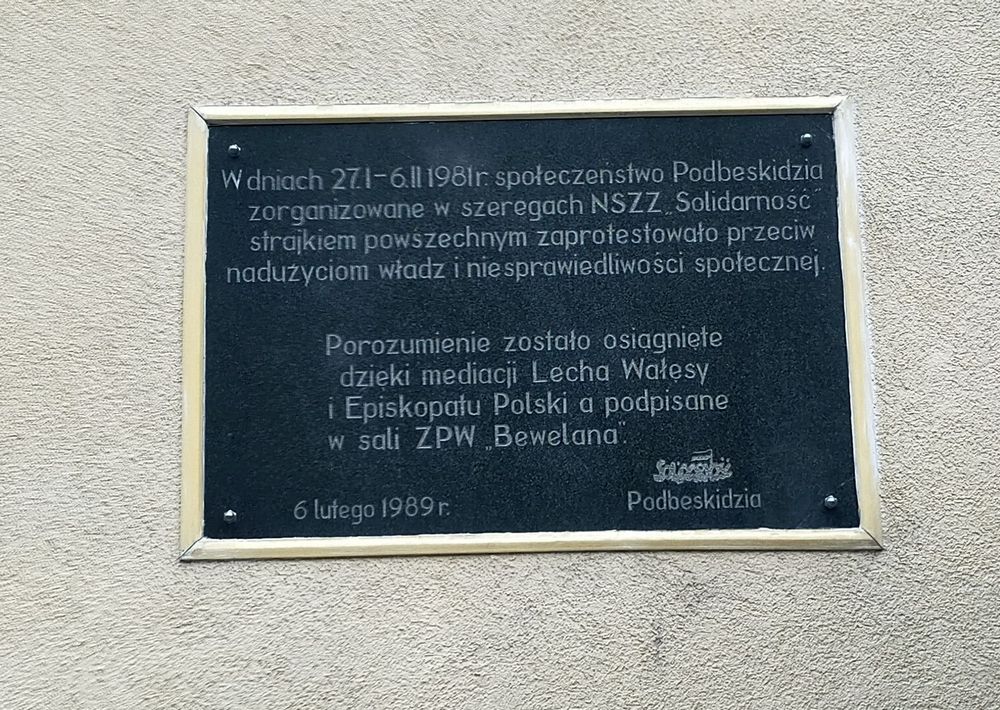 W dniach 27.I-6.II 1981r. społeczeństwo Podbeskidzia
zorganizowane w szeregach NSZZ „Solidarność”
strajkiem powszechnym zaprotestowało przeciw
nadużyciom władz i niesprawiedliwości społecznej.
Porozumienie zostało osiągnięte
dzięki mediacji Lecha Wałęsy
i Episkopatu Polski a podpisane
w sali ZPW „Bewelana”.
Solidarność
6 lutego 1989 r.
Podbeskidzia